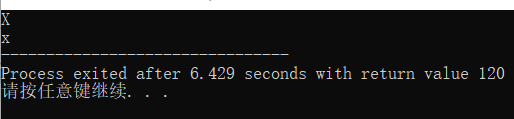 X
x
--------------------------------
Process exited after 6.429 seconds with return value 120
请按任意键继续. . .